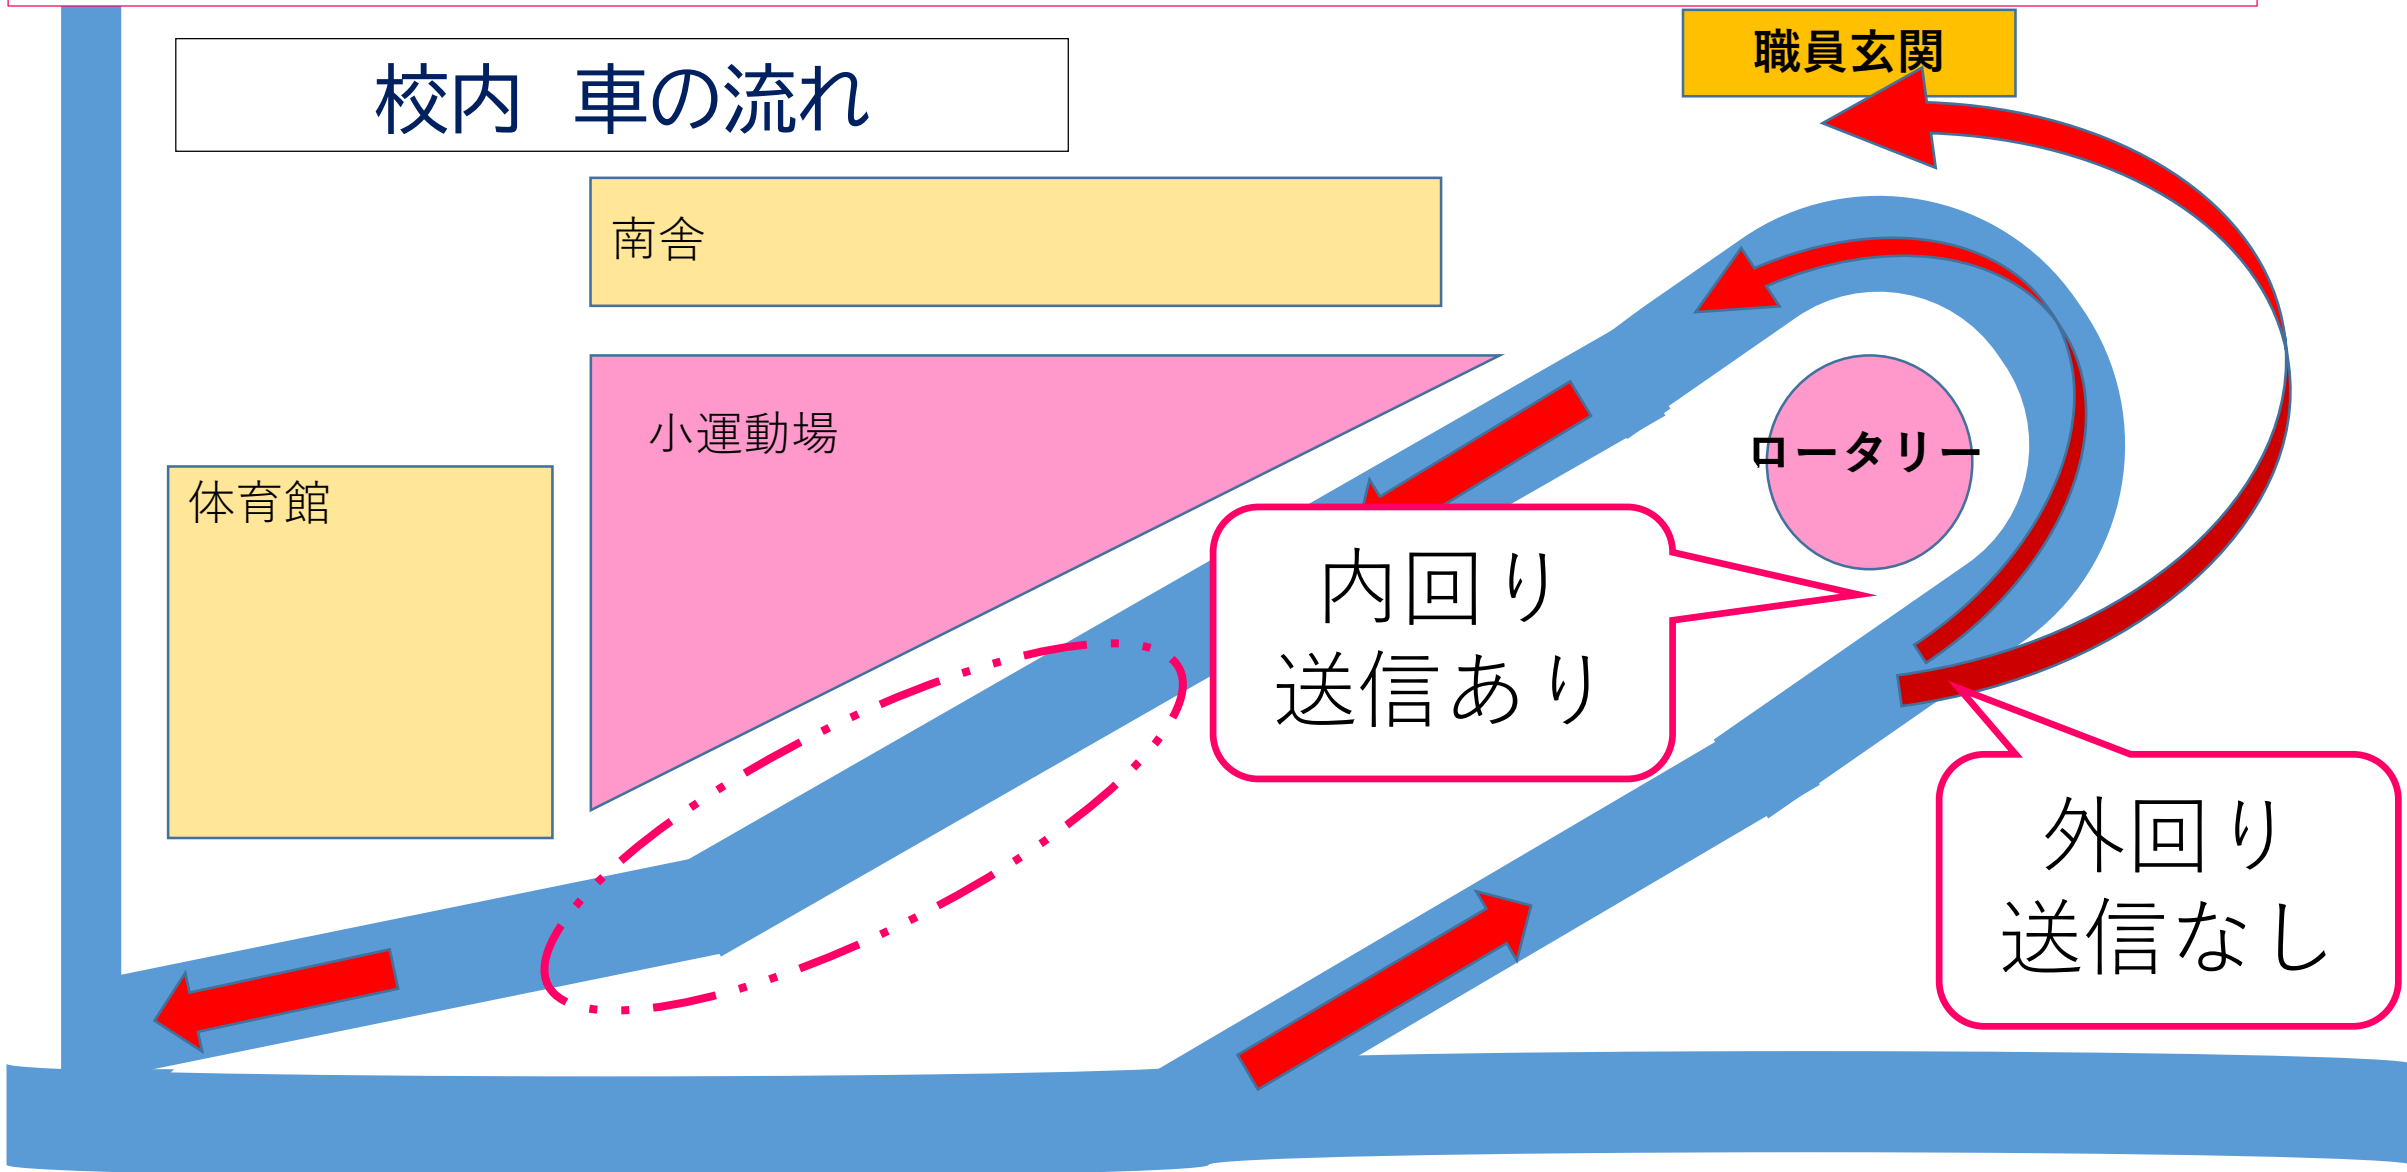 職員玄関
校内　車の流れ
南舎
小運動場
体育館
ロータリー
内回り
送信あり
外回り
送信なし